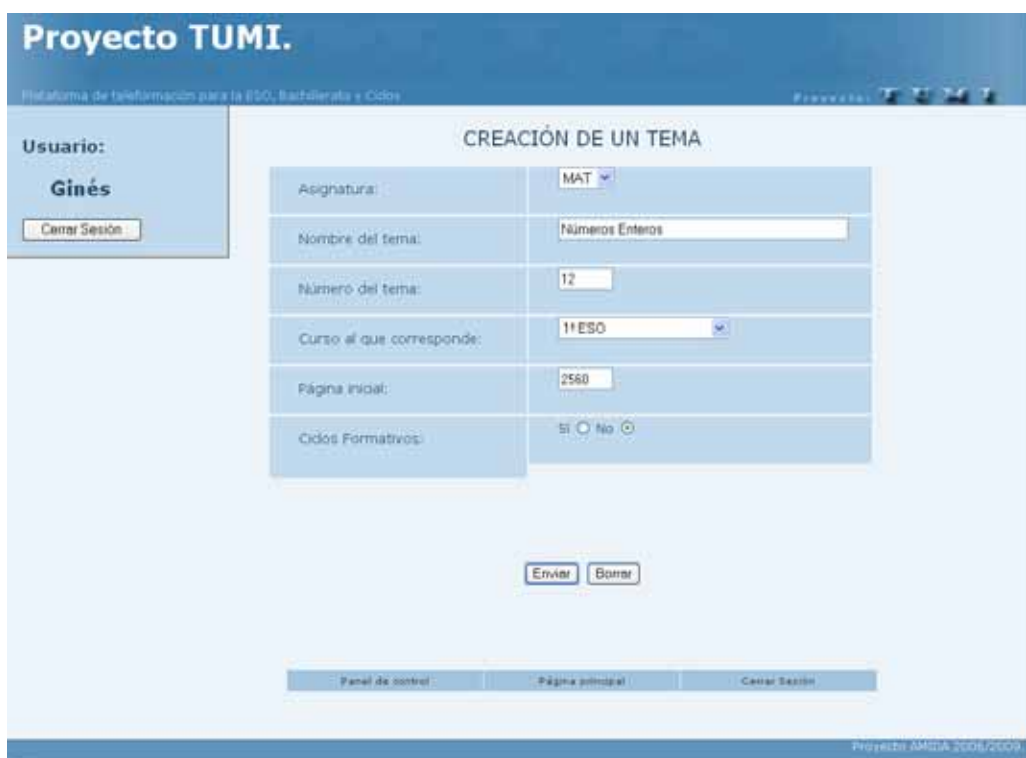 Proyecto TUMI.
Plataforma de teleformación para la ESO, Bachillerato y Ciclos
Proyecto: T U M I
Usuario:
Ginés
Cerrar Sesión
CREACIÓN DE UN TEMA
Asignatura: MAT
Nombre del tema: Números Enteros
Número del tema: 12
Curso al que corresponde: 1º ESO
Página inicial: 2560
Ciclos Formativos: Sí No
Enviar Borrar
Panel de control Página principal Cerrar Sesión
Proyecto AMIDA 2006/2009.